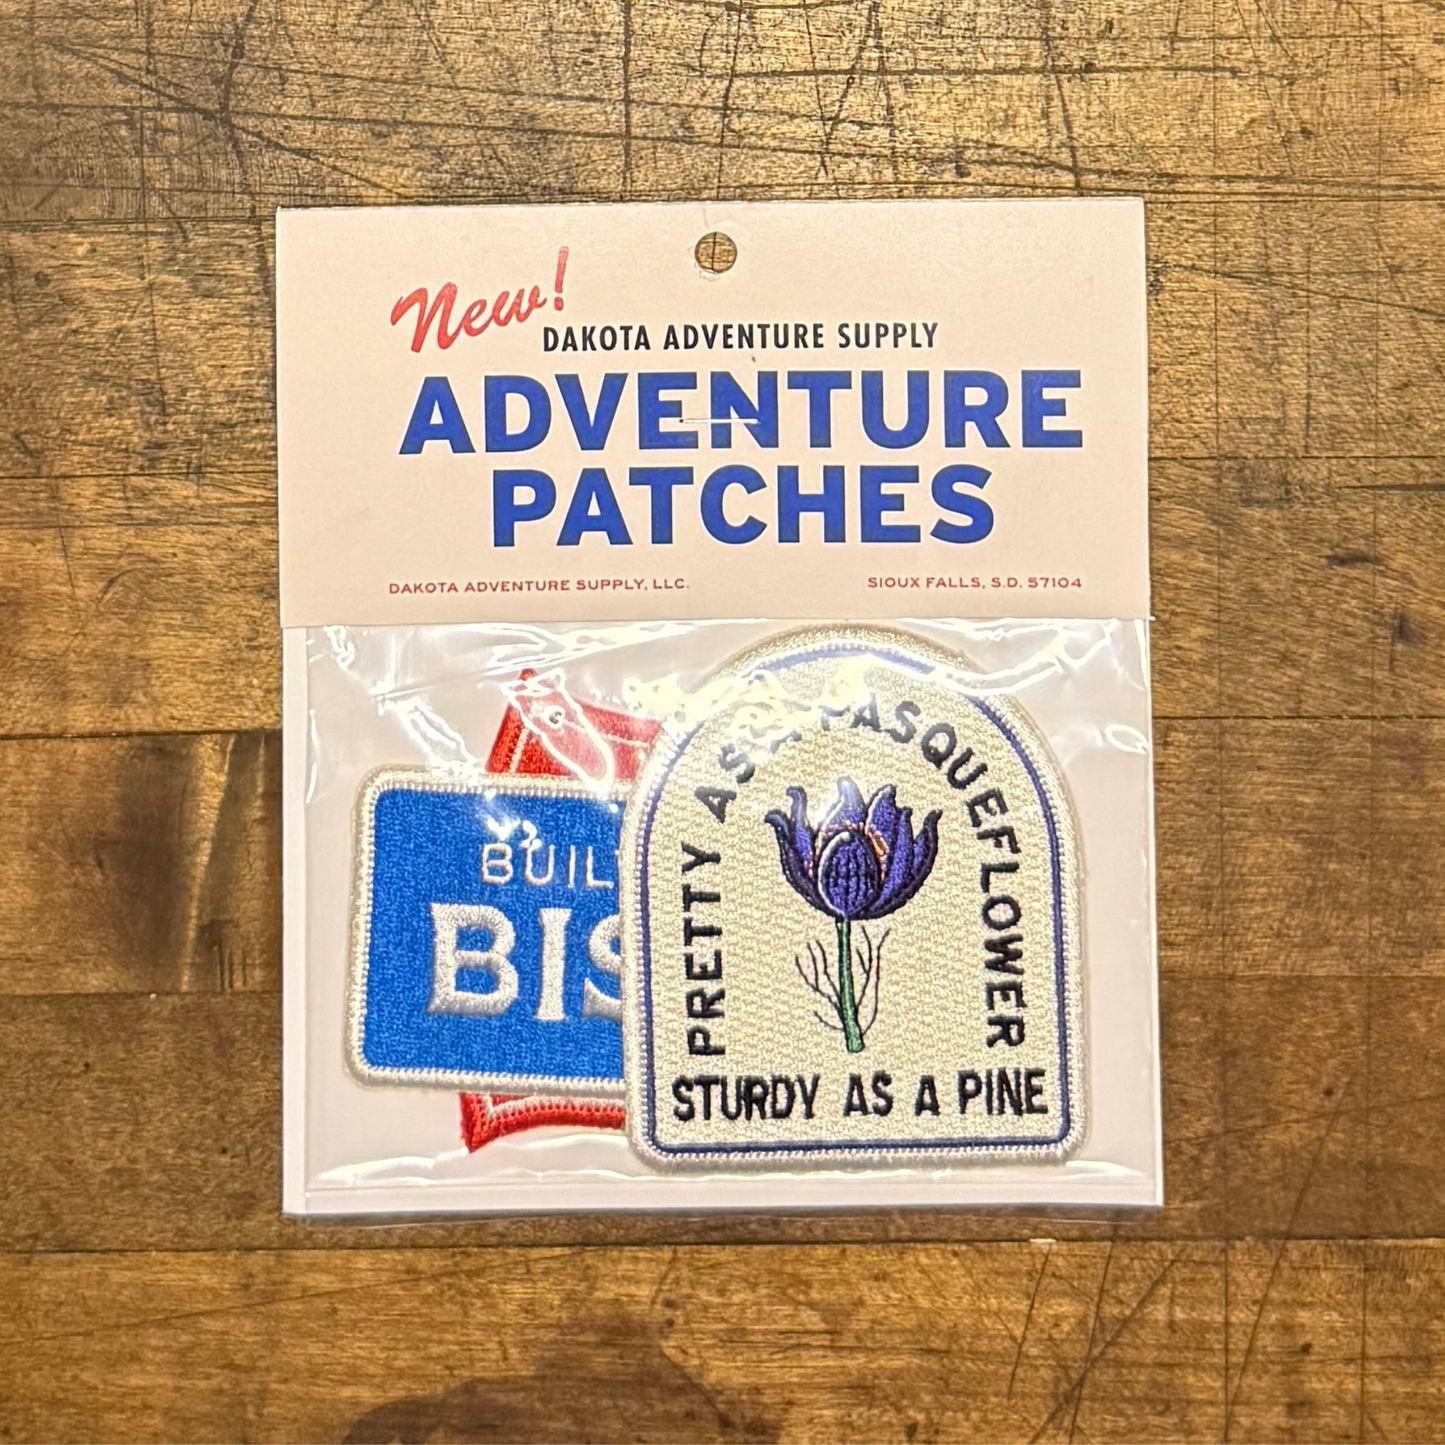 New!
DAKOTA ADVENTURE SUPPLY
ADVENTURE
PATCHES
DAKOTA ADVENTURE SUPPLY, LLC.
SIOUX FALLS, S.D. 57104
G
BUIL
BIS
PRETTY AS A PASQUEFLOWER
STURDY AS A PINE